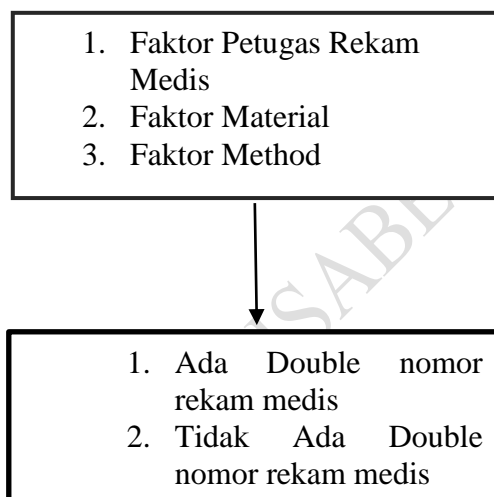 1. Faktor Petugas Rekam
Medis
2. Faktor Material
3. Faktor Method
ISABE
1. Ada Double nomor
rekam medis
2. Tidak Ada Double
nomor rekam medis